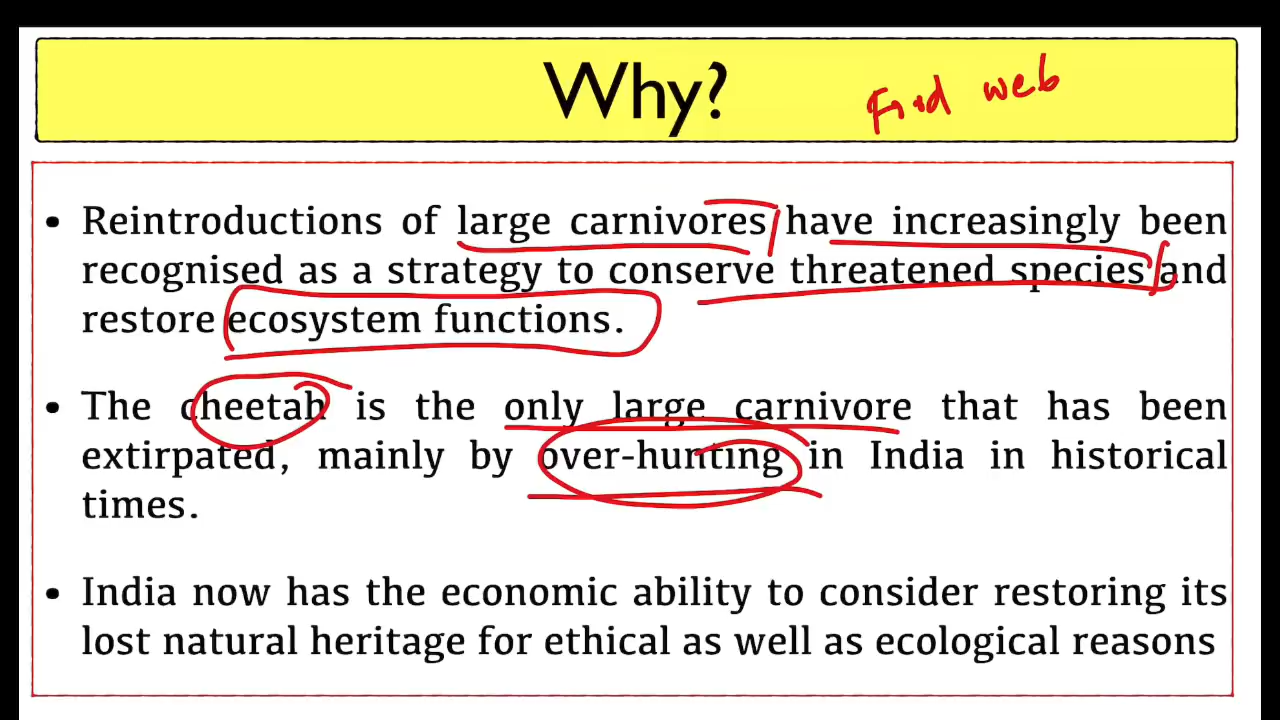 Why?
Food web
• Reintroductions of large carnivores have increasingly been
recognised as a strategy to conserve threatened species and
restore ecosystem functions.
• The cheetah is the only large carnivore that has been
extirpated, mainly by over-hunting in India in historical
times.
• India now has the economic ability to consider restoring its
lost natural heritage for ethical as well as ecological reasons